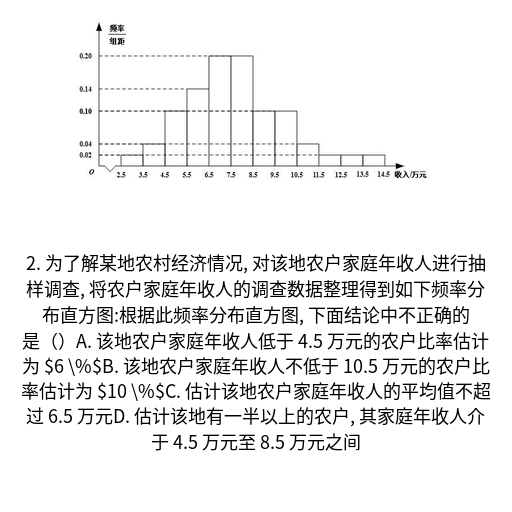 频率
组距
0.20
0.14
0.10
0.04
0.02
O 2.5 3.5 4.5 5.5 6.5 7.5 8.5 9.5 10.5 11.5 12.5 13.5 14.5 收入/万元
2. 为了解某地农村经济情况, 对该地农户家庭年收入进行抽
样调查, 将农户家庭年收入的调查数据整理得到如下频率分
布直方图:根据此频率分布直方图, 下面结论中不正确的
是（）A. 该地农户家庭年收入低于 4.5 万元的农户比率估计
为 $6 \%$B. 该地农户家庭年收入不低于 10.5 万元的农户比
率估计为 $10 \%$C. 估计该地农户家庭年收入的平均值不超
过 6.5 万元D. 估计该地有一半以上的农户, 其家庭年收入介
于 4.5 万元至 8.5 万元之间